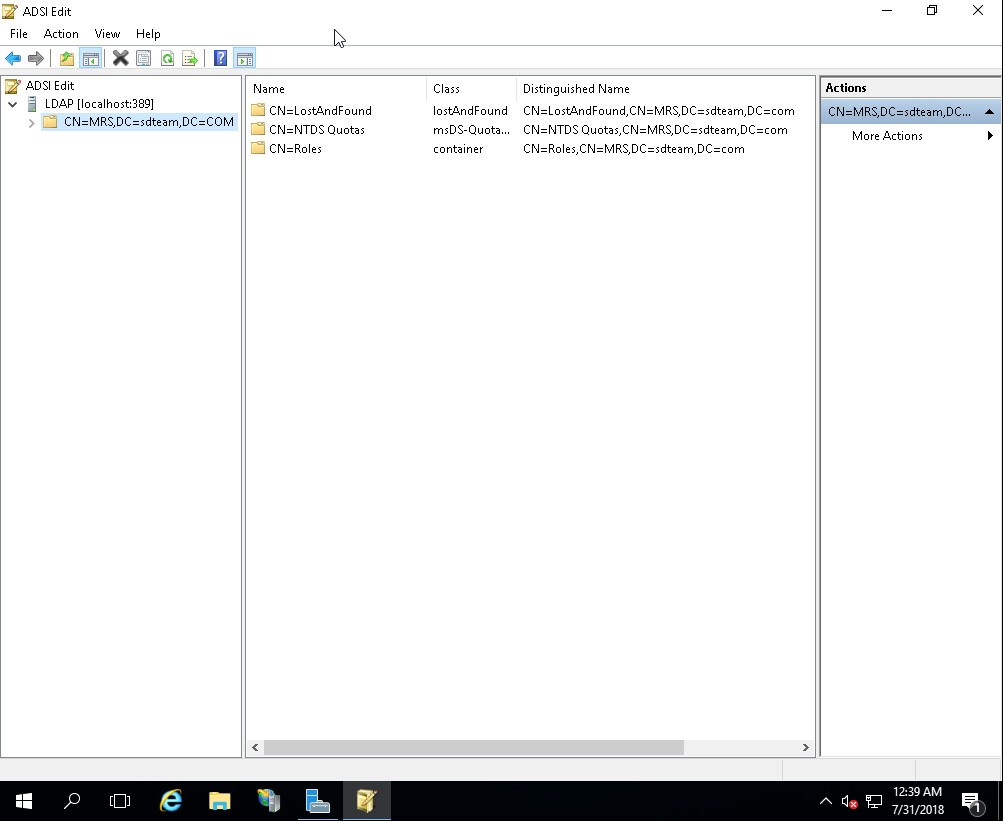 ADSI Edit
File Action View Help
ADSI Edit
LDAP [localhost:389]
CN=MRS,DC=sdteam,DC=COM
Name Class Distinguished Name
CN=LostAndFound lostAndFound CN=LostAndFound,CN=MRS,DC=sdteam,DC=com
CN=NTDS Quotas msDS-Quota... CN=NTDS Quotas,CN=MRS,DC=sdteam,DC=com
CN=Roles container CN=Roles,CN=MRS,DC=sdteam,DC=com
Actions
CN=MRS,DC=sdteam,DC...
More Actions
12:39 AM
7/31/2018
1